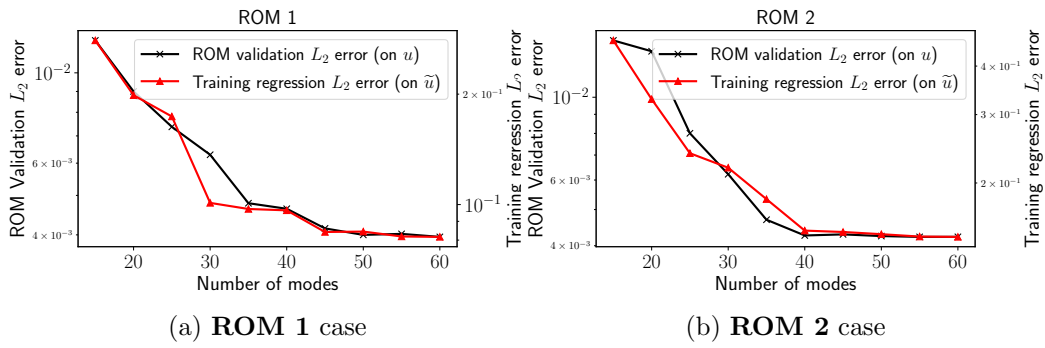 ROM 1
ROM validation L₂ error (on u)
Training regression L₂ error (on ũ)
ROM Validation L₂ error
10⁻²
6 × 10⁻³
4 × 10⁻³
2 × 10⁻¹
10⁻¹
Training regression L₂ error
20 30 40 50 60
Number of modes
(a) ROM 1 case
ROM 2
ROM validation L₂ error (on u)
Training regression L₂ error (on ũ)
ROM Validation L₂ error
10⁻²
6 × 10⁻³
4 × 10⁻³
4 × 10⁻¹
3 × 10⁻¹
2 × 10⁻¹
Training regression L₂ error
20 30 40 50 60
Number of modes
(b) ROM 2 case